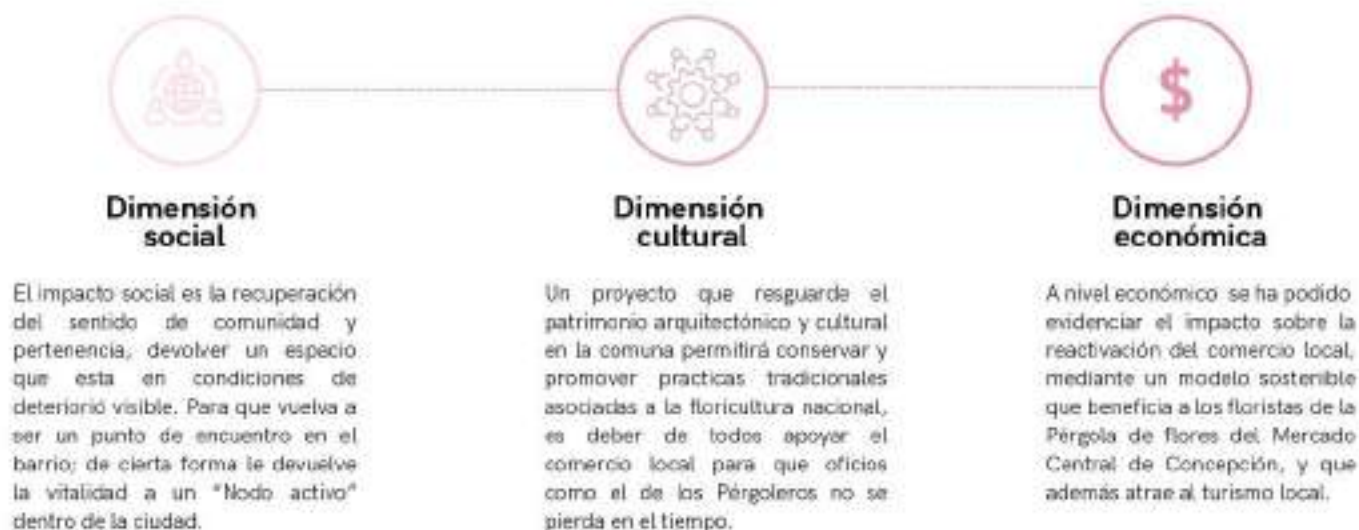 $
Dimensión
social
El impacto social es la recuperación
del sentido de comunidad y
pertenencia, devolver un espacio
que esta en condiciones de
deterioró visible. Para que vuelva a
ser un punto de encuentro en el
barrio; de cierta forma le devuelve
la vitalidad a un "Nodo activo"
dentro de la ciudad.
Dimensión
cultural
Un proyecto que resguarde el
patrimonio arquitectónico y cultural
en la comuna permitirá conservar y
promover practicas tradicionales
asociadas a la floricultura nacional,
es deber de todos apoyar el
comercio local para que oficios
como el de los Pérgoleros no se
pierda en el tiempo.
Dimensión
económica
A nivel económico se ha podido
evidenciar el impacto sobre la
reactivación del comercio local,
mediante un modelo sostenible
que beneficia a los floristas de la
Pérgola de flores del Mercado
Central de Concepción, y que
además atrae al turismo local.